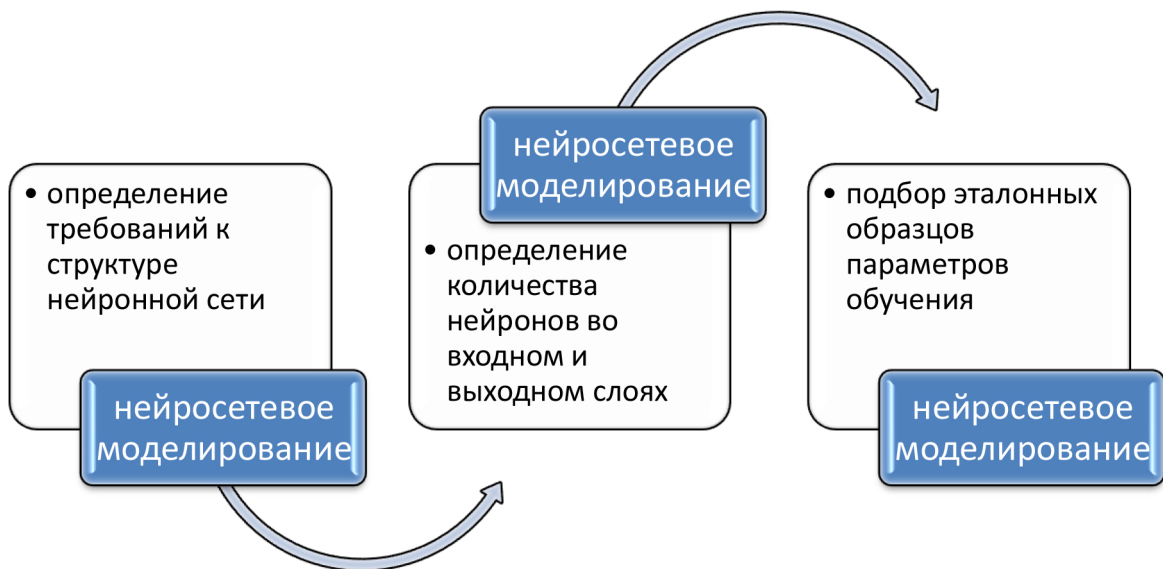 • определение
требований к
структуре
нейронной сети
нейросетевое
моделирование
нейросетевое
моделирование
• определение
количества
нейронов во
входном и
выходном слоях
• подбор эталонных
образцов
параметров
обучения
нейросетевое
моделирование